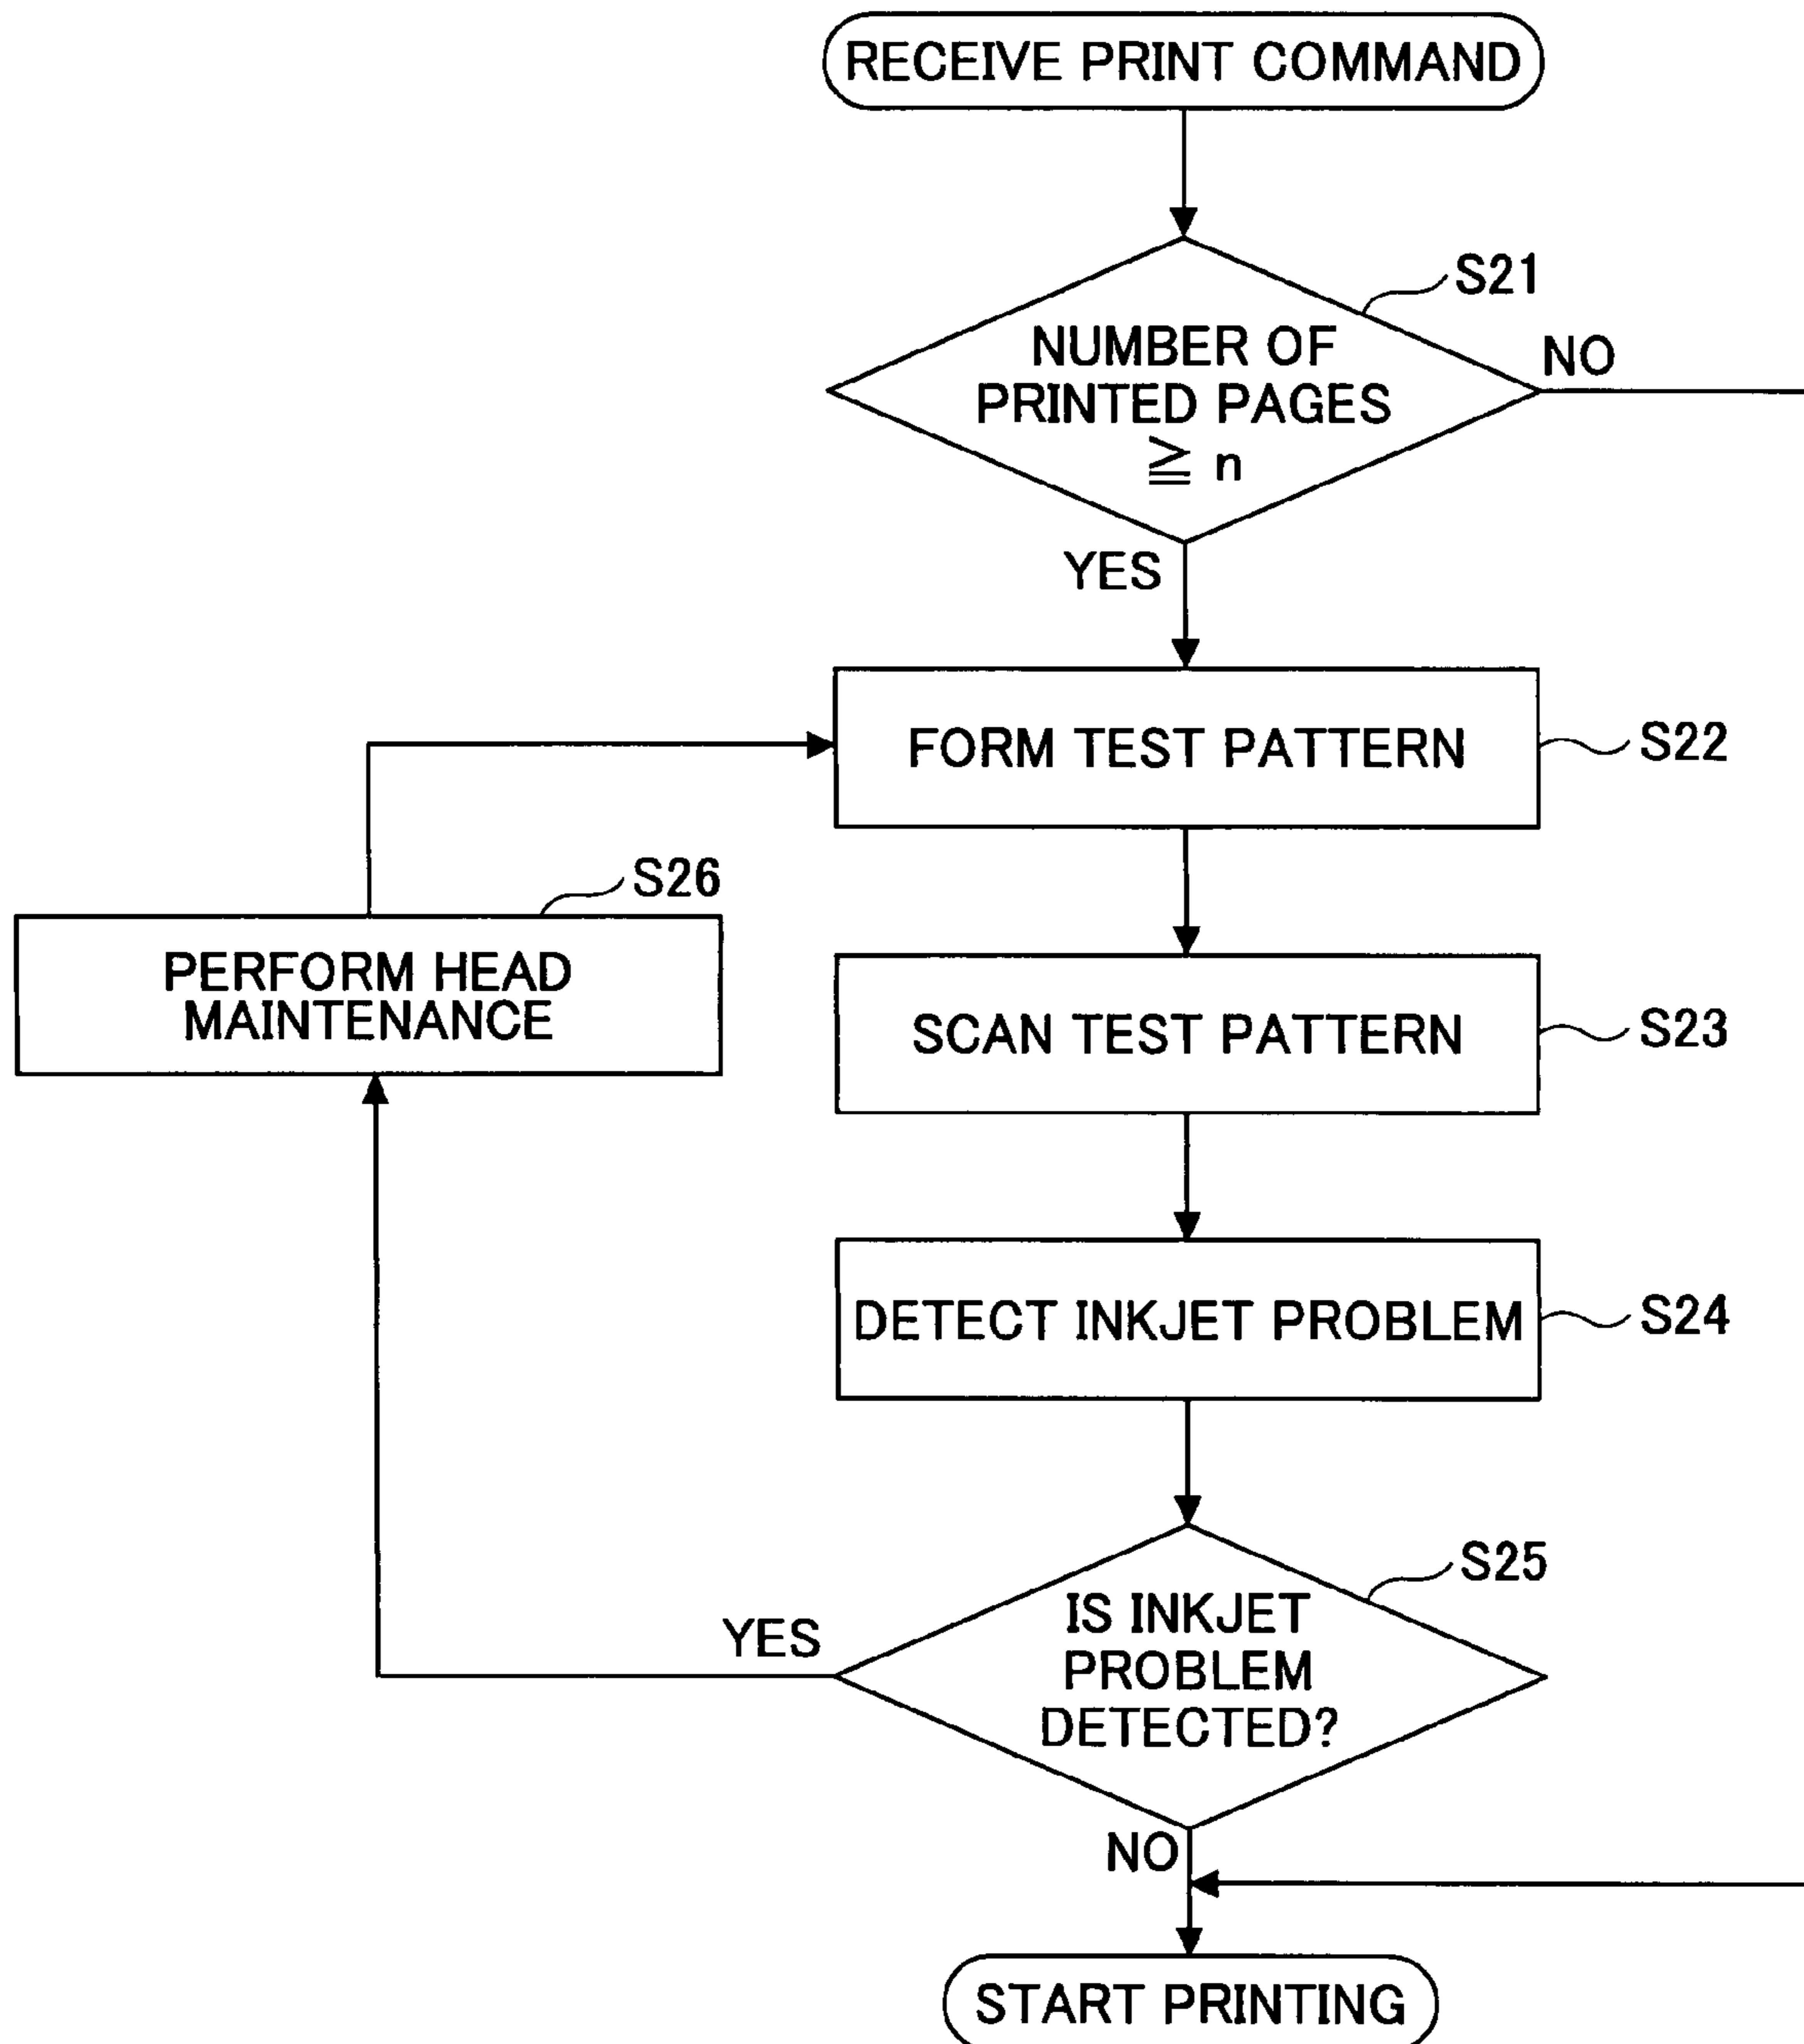 RECEIVE PRINT COMMAND
S21
NUMBER OF
PRINTED PAGES
≧ n
NO
YES
FORM TEST PATTERN
S22
S26
PERFORM HEAD
MAINTENANCE
SCAN TEST PATTERN
S23
DETECT INKJET PROBLEM
S24
S25
IS INKJET
PROBLEM
DETECTED?
YES
NO
START PRINTING